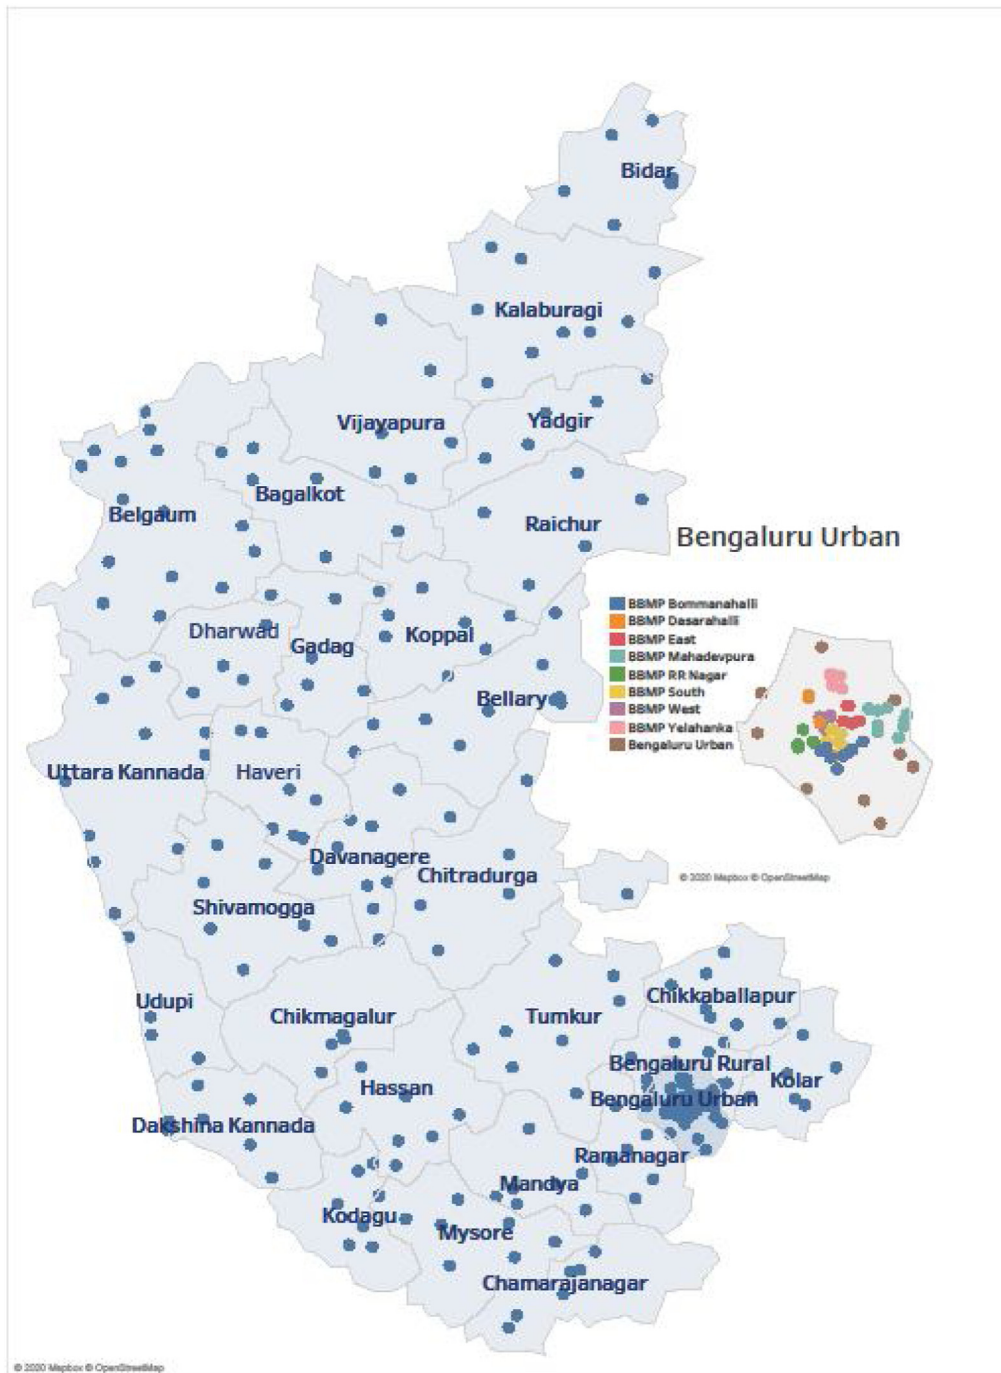 Bidar
Kalaburagi
Vijayapura
Yadgir
Bagalkot
Belgaum
Raichur
Bengaluru Urban
BBMP Bommanahalli
BBMP Dasarahalli
BBMP East
BBMP Mahadevpura
BBMP RR Nagar
BBMP South
BBMP West
BBMP Yelahanka
Bengaluru Urban
Dharwad
Gadag
Koppal
Bellary
Uttara Kannada
Haveri
Davanagere
Chitradurga
© 2020 Mapbox © OpenStreetMap
Shivamogga
Udupi
Chikmagalur
Tumkur
Chikkaballapur
Bengaluru Rural
Kolar
Hassan
Bengaluru Urban
Dakshina Kannada
Ramanagar
Mandya
Kodagu
Mysore
Chamarajanagar
© 2020 Mapbox © OpenStreetMap